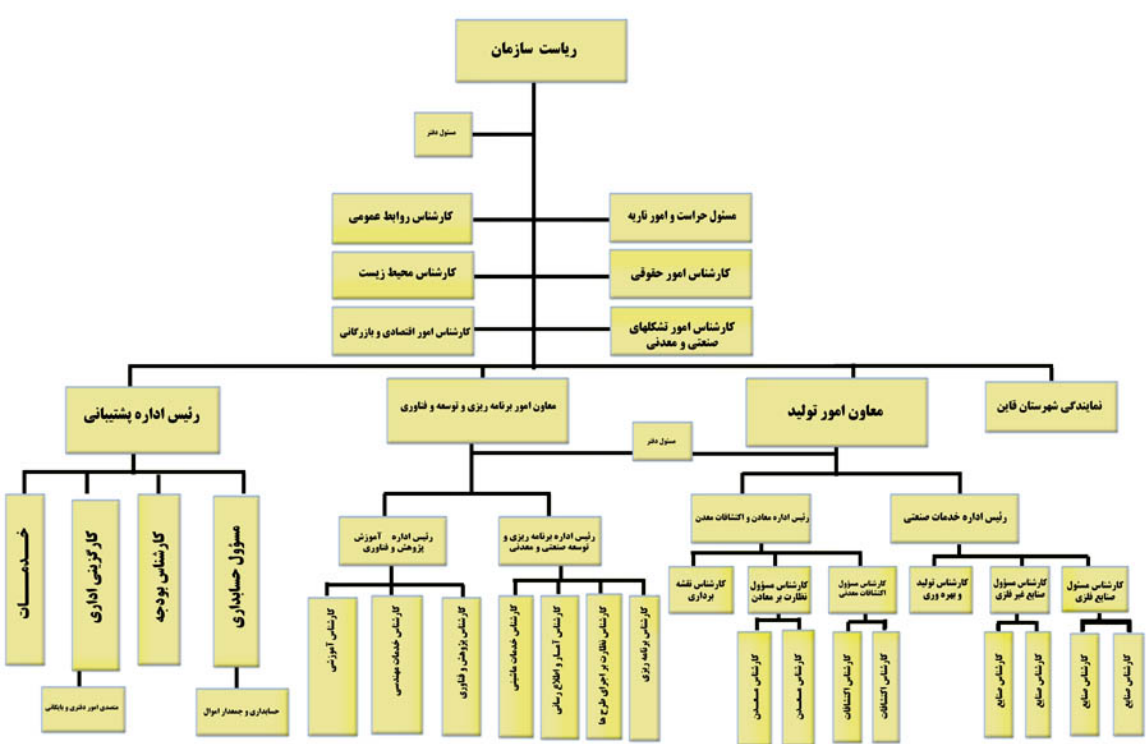 ریاست سازمان
مسئول دفتر
مسئول حراست و امور ناریه
کارشناس روابط عمومی
کارشناس امور حقوقی
کارشناس محیط زیست
کارشناس امور تشکلهای
صنعتی و معدنی
کارشناس امور اقتصادی و بازرگانی
نمایندگی شهرستان قاین
معاون امور تولید
معاون امور برنامه ریزی و توسعه و فناوری
رئیس اداره پشتیبانی
مسئول دفتر
رئیس اداره خدمات صنعتی
رئیس اداره معادن و اکتشافات معدن
رئیس اداره برنامه ریزی و
توسعه صنعتی و معدنی
رئیس اداره آموزش
پژوهش و فناوری
کارشناس مسئول
صنایع فلزی
کارشناس مسؤول
صنایع غیر فلزی
کارشناس تولید
و بهره وری
کارشناس مسؤول
اکتشافات معدنی
کارشناس مسؤول
نظارت بر معادن
کارشناس نقشه
برداری
کارشناس صنایع
کارشناس صنایع
کارشناس صنایع
کارشناس صنایع
کارشناس اکتشافات
کارشناس اکتشافات
کارشناس معدن
کارشناس معدن
کارشناس برنامه ریزی
کارشناس نظارت بر اجرای طرح ها
کارشناس آمار و اطلاع رسانی
کارشناس خدمات ماشینی
کارشناس پژوهش و فناوری
کارشناس خدمات مهندسی
کارشناس آموزشی
مسؤول حسابداری
کارشناس بودجه
کارگزینی اداری
خدمات
حسابداری و جمعدار اموال
متصدی امور دفتری و بایگانی